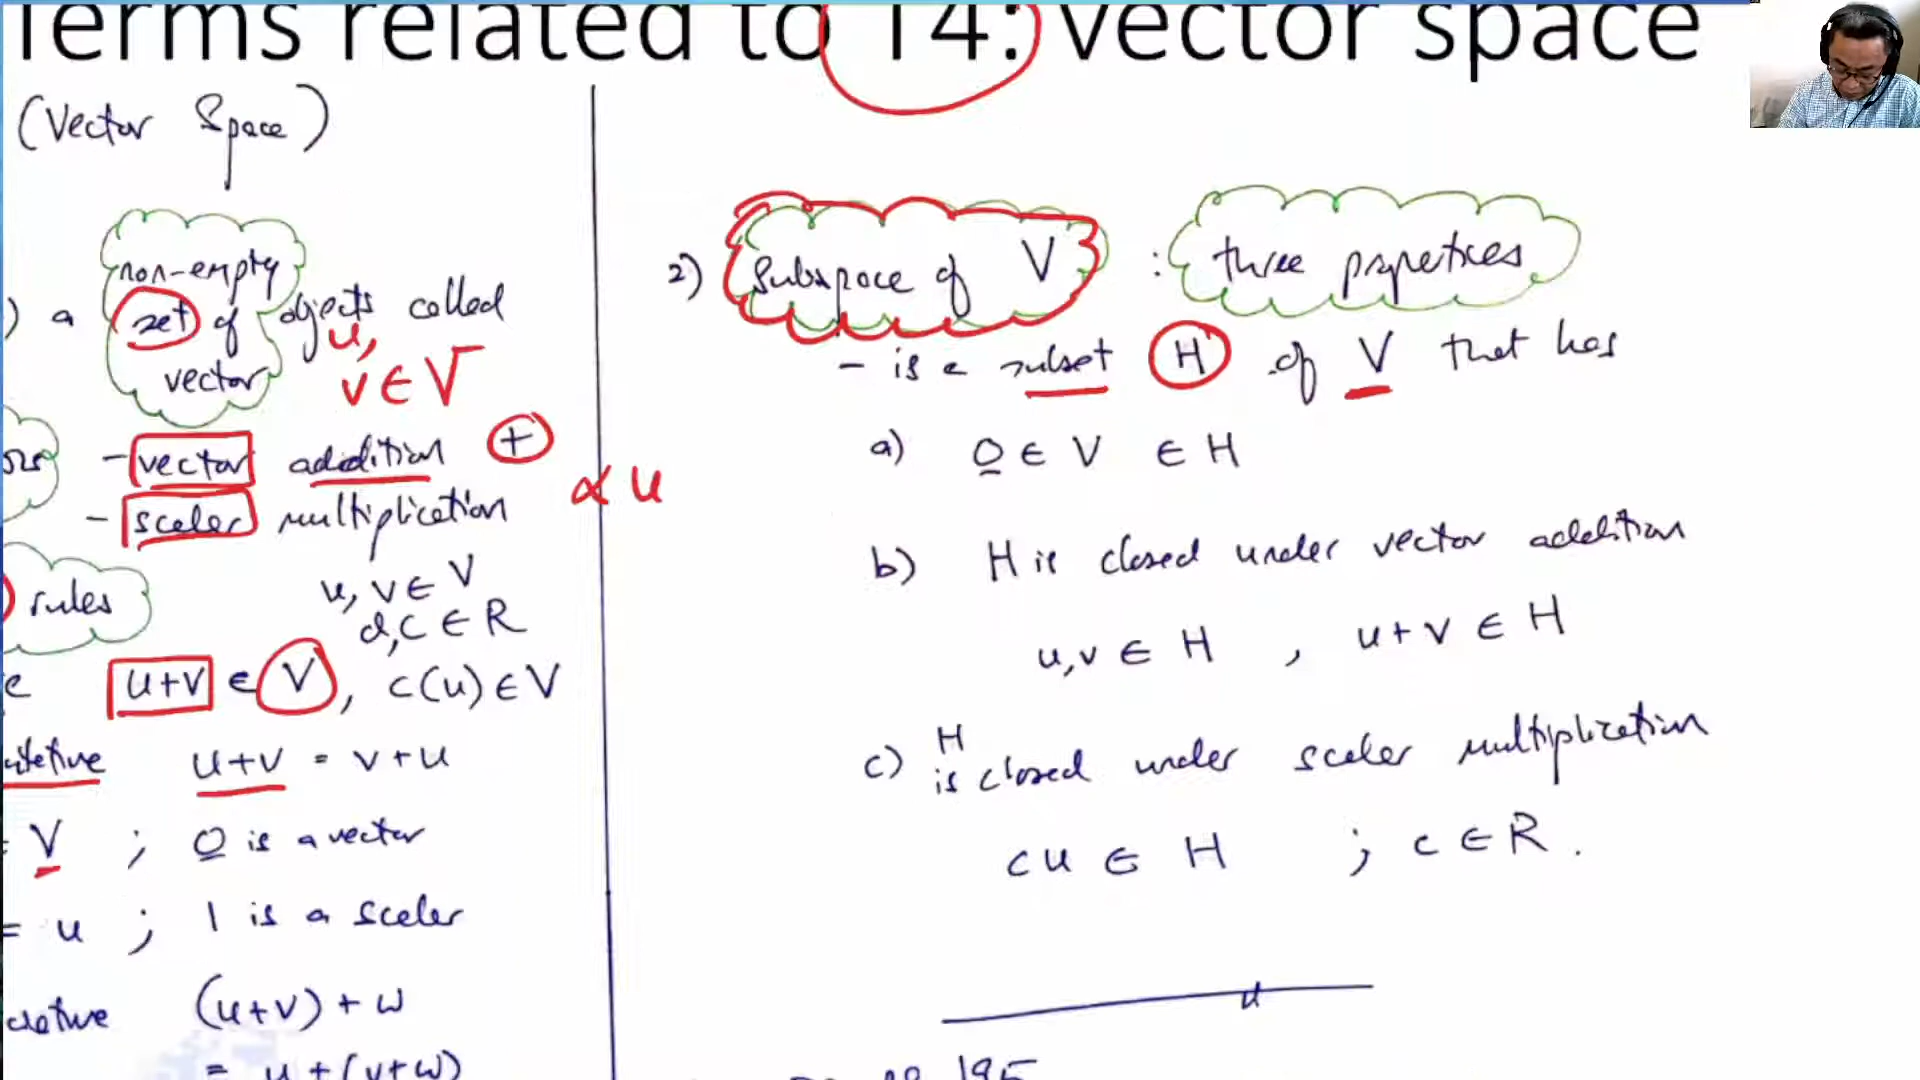 Terms related to T4: vector space
(Vector Space)
non-empty
) a set of objects called
u,
vector v ∈ V
- vector addition +
- scaler multiplication
α u
u, v ∈ V
rules
d, c ∈ R
u+v ∈ V, c(u) ∈ V
u+v = v+u
= V ; 0 is a vector
= u ; 1 is a scaler
(u+v) + w
= u + (v+w)
2) Subspace of V : three properties
- is a subset H of V that has
a) 0 ∈ V ∈ H
b) H is closed under vector addition
u,v ∈ H , u+v ∈ H
c) H is closed under scaler multiplication
cu ∈ H ; c ∈ R.
195